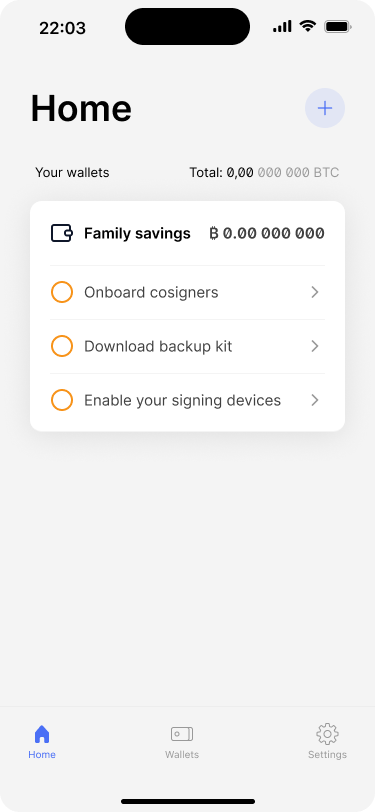 22:03
Home
Your wallets Total: 0,00 000 000 BTC
Family savings ₿ 0.00 000 000
Onboard cosigners
Download backup kit
Enable your signing devices
Home Wallets Settings